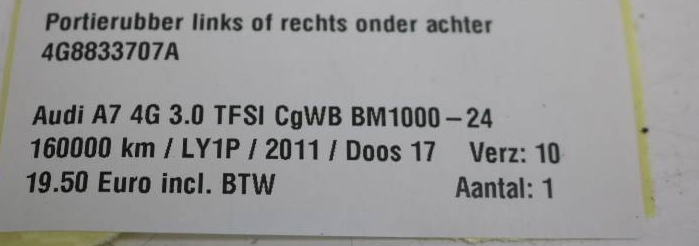 Portierubber links of rechts onder achter
4G8833707A
Audi A7 4G 3.0 TFSI CgWB BM1000-24
160000 km / LY1P / 2011 / Doos 17 Verz: 10
19.50 Euro incl. BTW Aantal: 1